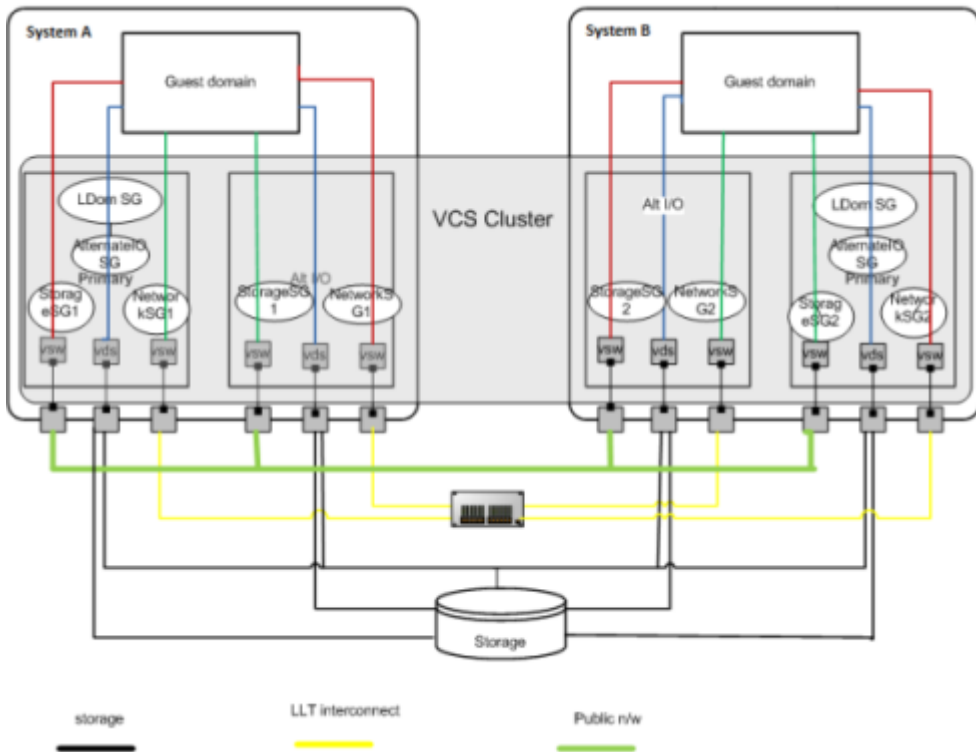 System A
System B
Guest domain
Guest domain
VCS Cluster
LDom SG
AlternateIO
SG
Primary
Storag
eSG1
Networ
kSG1
vsw
vds
vsw
Alt I/O
StorageSG
1
NetworkS
G1
vsw
vds
vsw
Alt I/O
StorageSG
2
NetworkS
G2
vsw
vds
vsw
LDom SG
AlternateIO
SG
Primary
Storag
eSG2
Networ
kSG2
vsw
vds
vsw
Storage
storage
LLT interconnect
Public n/w